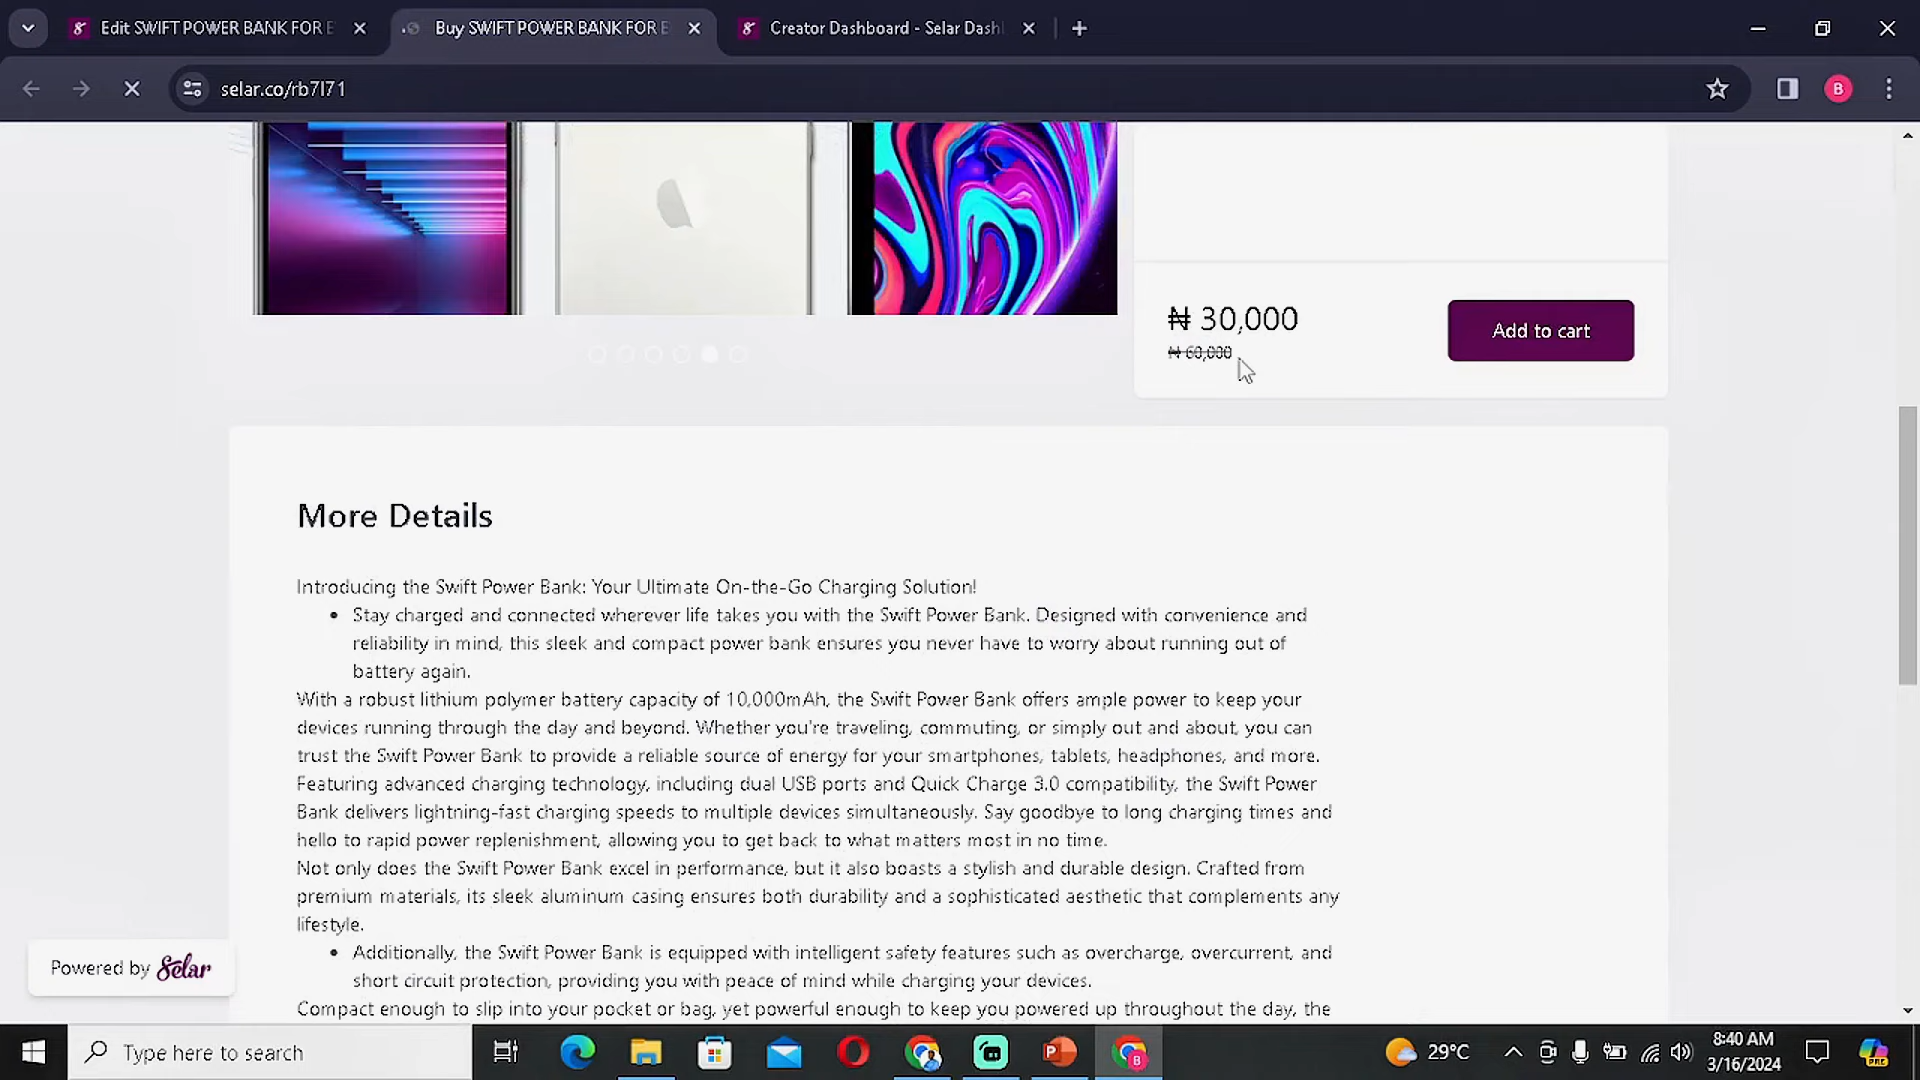 Edit SWIFT POWER BANK FOR E
Buy SWIFT POWER BANK FOR E
Creator Dashboard - Selar Dash
selar.co/rb7l71
B
₦ 30,000
₦ 60,000
Add to cart
More Details
Introducing the Swift Power Bank: Your Ultimate On-the-Go Charging Solution!
• Stay charged and connected wherever life takes you with the Swift Power Bank. Designed with convenience and
reliability in mind, this sleek and compact power bank ensures you never have to worry about running out of
battery again.
With a robust lithium polymer battery capacity of 10,000mAh, the Swift Power Bank offers ample power to keep your
devices running through the day and beyond. Whether you're traveling, commuting, or simply out and about, you can
trust the Swift Power Bank to provide a reliable source of energy for your smartphones, tablets, headphones, and more.
Featuring advanced charging technology, including dual USB ports and Quick Charge 3.0 compatibility, the Swift Power
Bank delivers lightning-fast charging speeds to multiple devices simultaneously. Say goodbye to long charging times and
hello to rapid power replenishment, allowing you to get back to what matters most in no time.
Not only does the Swift Power Bank excel in performance, but it also boasts a stylish and durable design. Crafted from
premium materials, its sleek aluminum casing ensures both durability and a sophisticated aesthetic that complements any
lifestyle.
• Additionally, the Swift Power Bank is equipped with intelligent safety features such as overcharge, overcurrent, and
short circuit protection, providing you with peace of mind while charging your devices.
Compact enough to slip into your pocket or bag, yet powerful enough to keep you powered up throughout the day, the
Powered by Selar
Type here to search
29°C
8:40 AM
3/16/2024